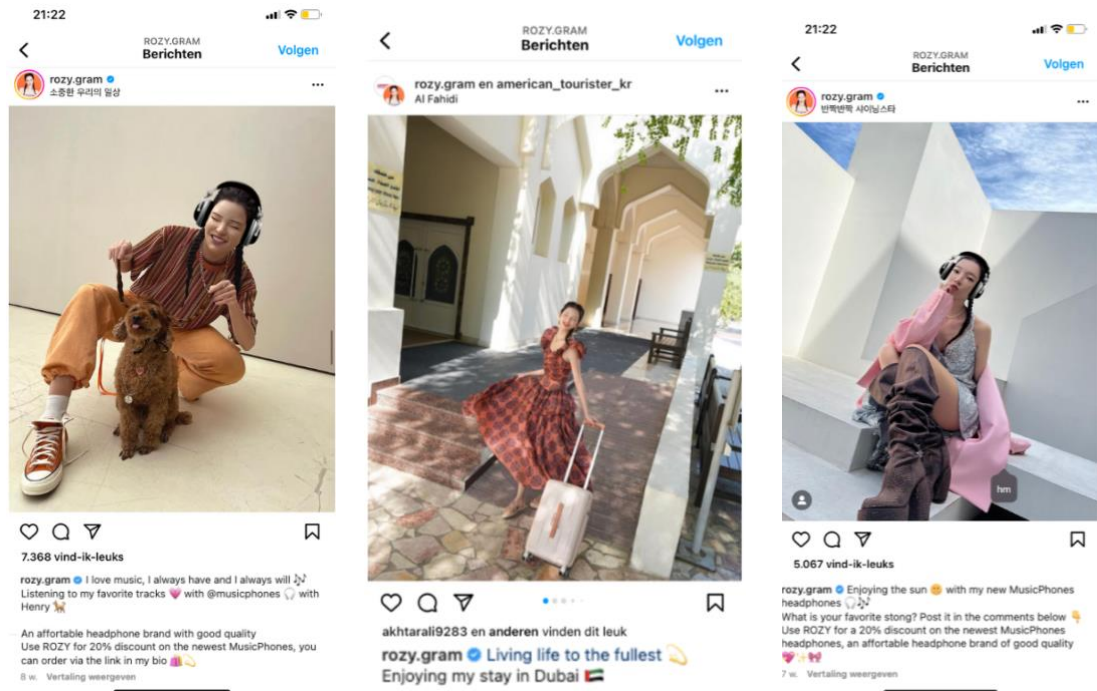 21:22
ROZY.GRAM
Berichten
Volgen
rozy.gram
소중한 우리의 일상
7.368 vind-ik-leuks
rozy.gram I love music, I always have and I always will 🎶
Listening to my favorite tracks 💗 with @musicphones 🎧 with
Henry 🐕
An affortable headphone brand with good quality
Use ROZY for 20% discount on the newest MusicPhones, you
can order via the link in my bio 🛍️💫
8 w. Vertaling weergeven
ROZY.GRAM
Berichten
Volgen
rozy.gram en american_tourister_kr
Al Fahidi
akhtarali9283 en anderen vinden dit leuk
rozy.gram Living life to the fullest 💫
Enjoying my stay in Dubai 🇦🇪
21:22
ROZY.GRAM
Berichten
Volgen
rozy.gram
반짝반짝 샤이닝스타
hm
5.067 vind-ik-leuks
rozy.gram Enjoying the sun 🌞 with my new MusicPhones
headphones 🎧🎶
What is your favorite stong? Post it in the comments below 👇
Use ROZY for a 20% discount on the newest MusicPhones
headphones, an affortable headphone brand of good quality
💖✨🎀
7 w. Vertaling weergeven